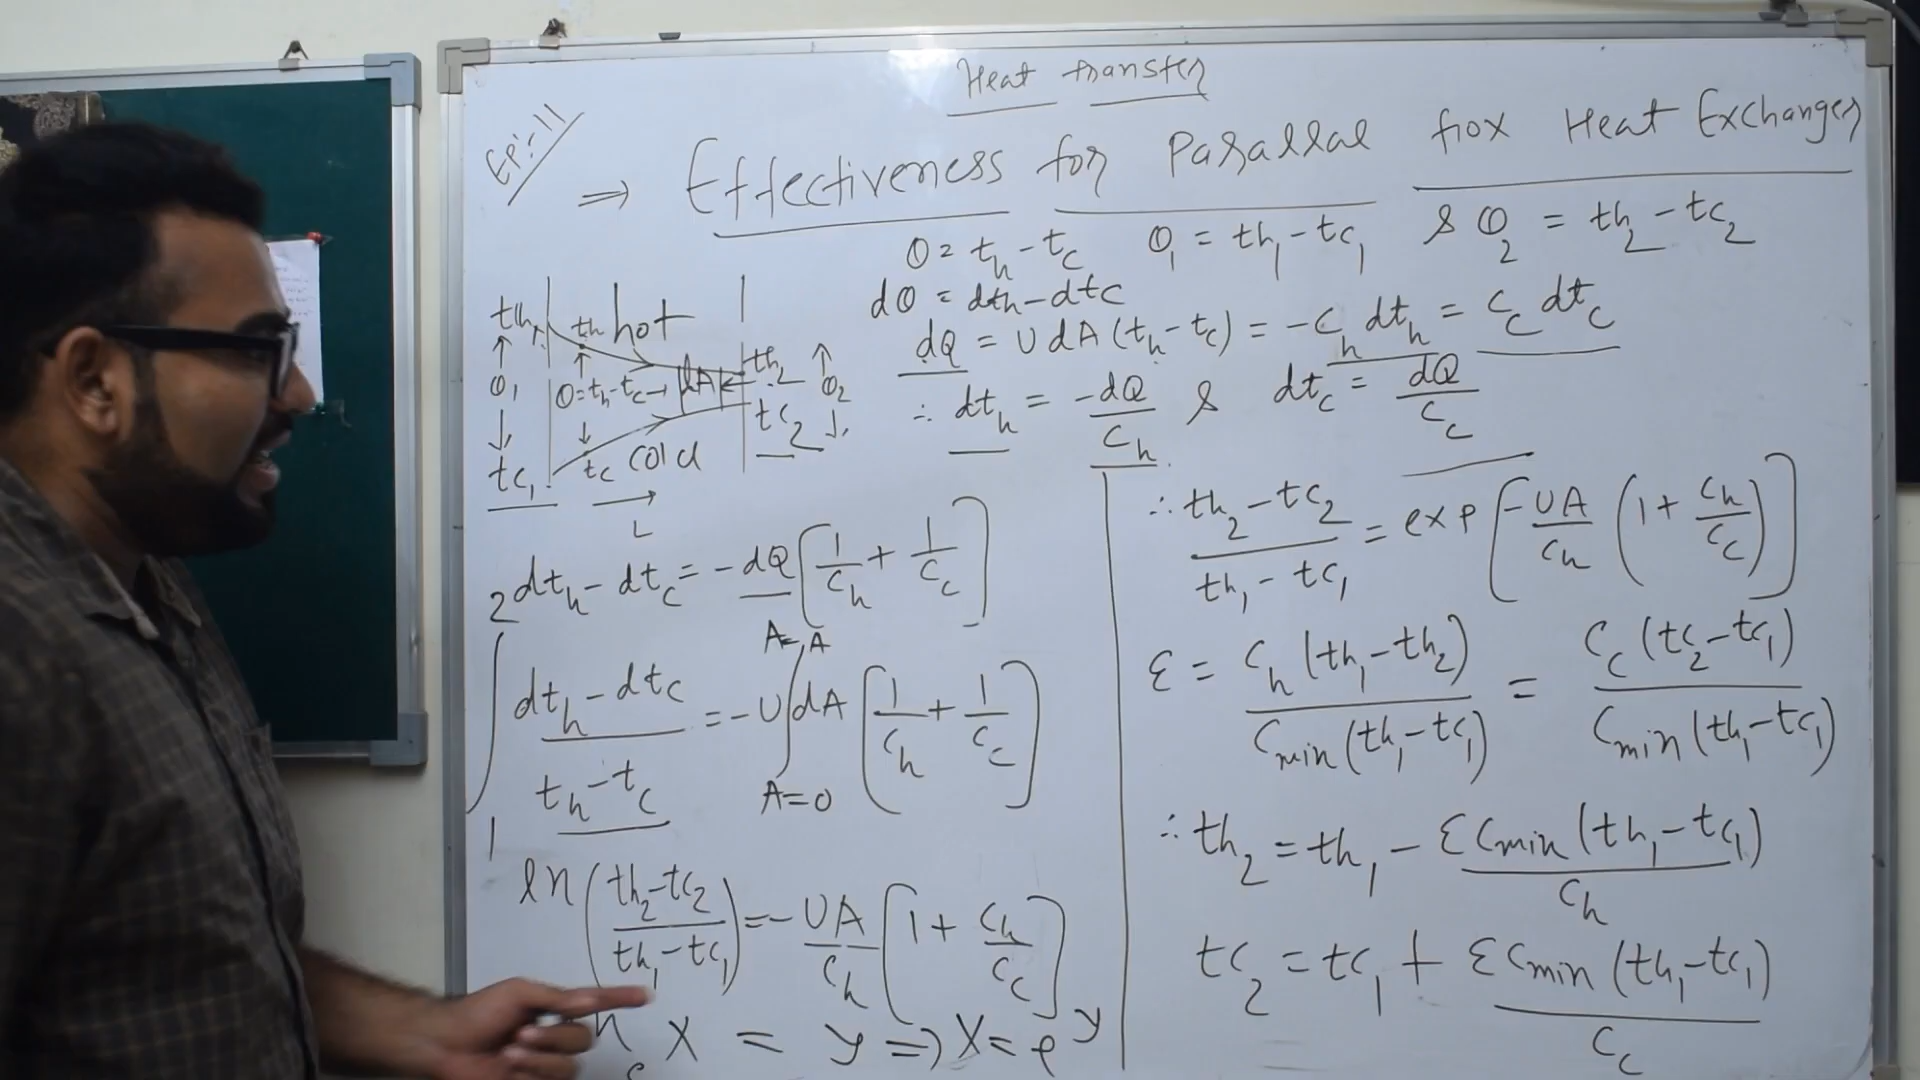 Heat transfer
EP:-11
⇒ Effectiveness for Parallal flox Heat Exchanger
θ = th - tc θ1 = th1 - tc1 & θ2 = th2 - tc2
dθ = dth - dtc
dQ = U dA (th - tc) = -Ch dth = Cc dtc
∴ dth = -dQ/Ch & dtc = dQ/Cc
th1 th hot th2
θ1 θ = th - tc → dA ← θ2
tc2
tc1 tc cold
L
dth - dtc = -dQ [1/Ch + 1/Cc]
∫₁² (dth - dtc)/(th - tc) = -U ∫_{A=0}^{A=A} dA [1/Ch + 1/Cc]
ln ((th2 - tc2)/(th1 - tc1)) = -UA/Ch [1 + Ch/Cc]
X = y ⇒ X = e^y
∴ (th2 - tc2)/(th1 - tc1) = exp [-UA/Ch (1 + Ch/Cc)]
ε = Ch (th1 - th2)/Cmin (th1 - tc1) = Cc (tc2 - tc1)/Cmin (th1 - tc1)
∴ th2 = th1 - ε Cmin (th1 - tc1)/Ch
tc2 = tc1 + ε Cmin (th1 - tc1)/Cc